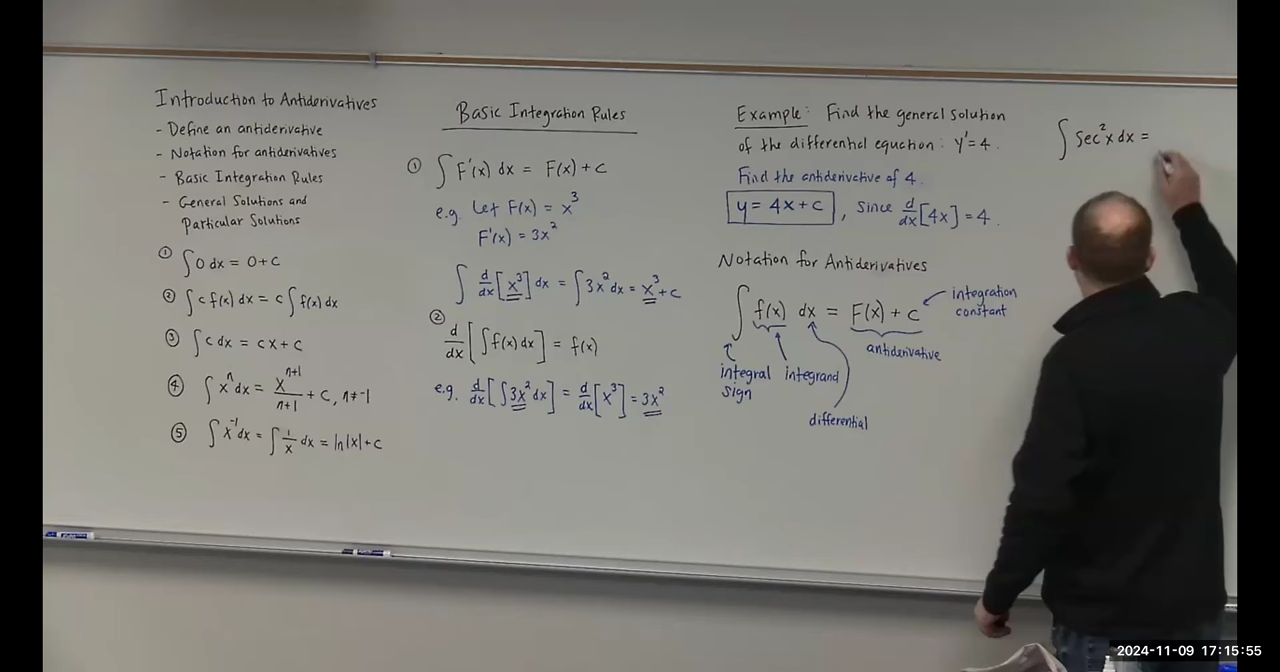 Introduction to Antiderivatives
- Define an antiderivative
- Notation for antiderivatives
- Basic Integration Rules
- General Solutions and
Particular Solutions
① ∫ 0 dx = 0 + C
② ∫ c f(x) dx = c ∫ f(x) dx
③ ∫ c dx = cx + c
④ ∫ xⁿ dx = xⁿ⁺¹/(n+1) + C, n ≠ -1
⑤ ∫ x⁻¹ dx = ∫ 1/x dx = ln|x| + C
Basic Integration Rules
① ∫ F'(x) dx = F(x) + C
e.g. Let F(x) = x³
F'(x) = 3x²
∫ d/dx [x³] dx = ∫ 3x² dx = x³ + C
② d/dx [∫ f(x) dx] = f(x)
e.g. d/dx [∫ 3x² dx] = d/dx [x³] = 3x²
Example: Find the general solution
of the differential equation: y' = 4.
Find the antiderivative of 4.
y = 4x + C, since d/dx [4x] = 4.
Notation for Antiderivatives
∫ f(x) dx = F(x) + C
integration
constant
antiderivative
integral
sign
integrand
differential
∫ sec²x dx =
2024-11-09 17:15:55